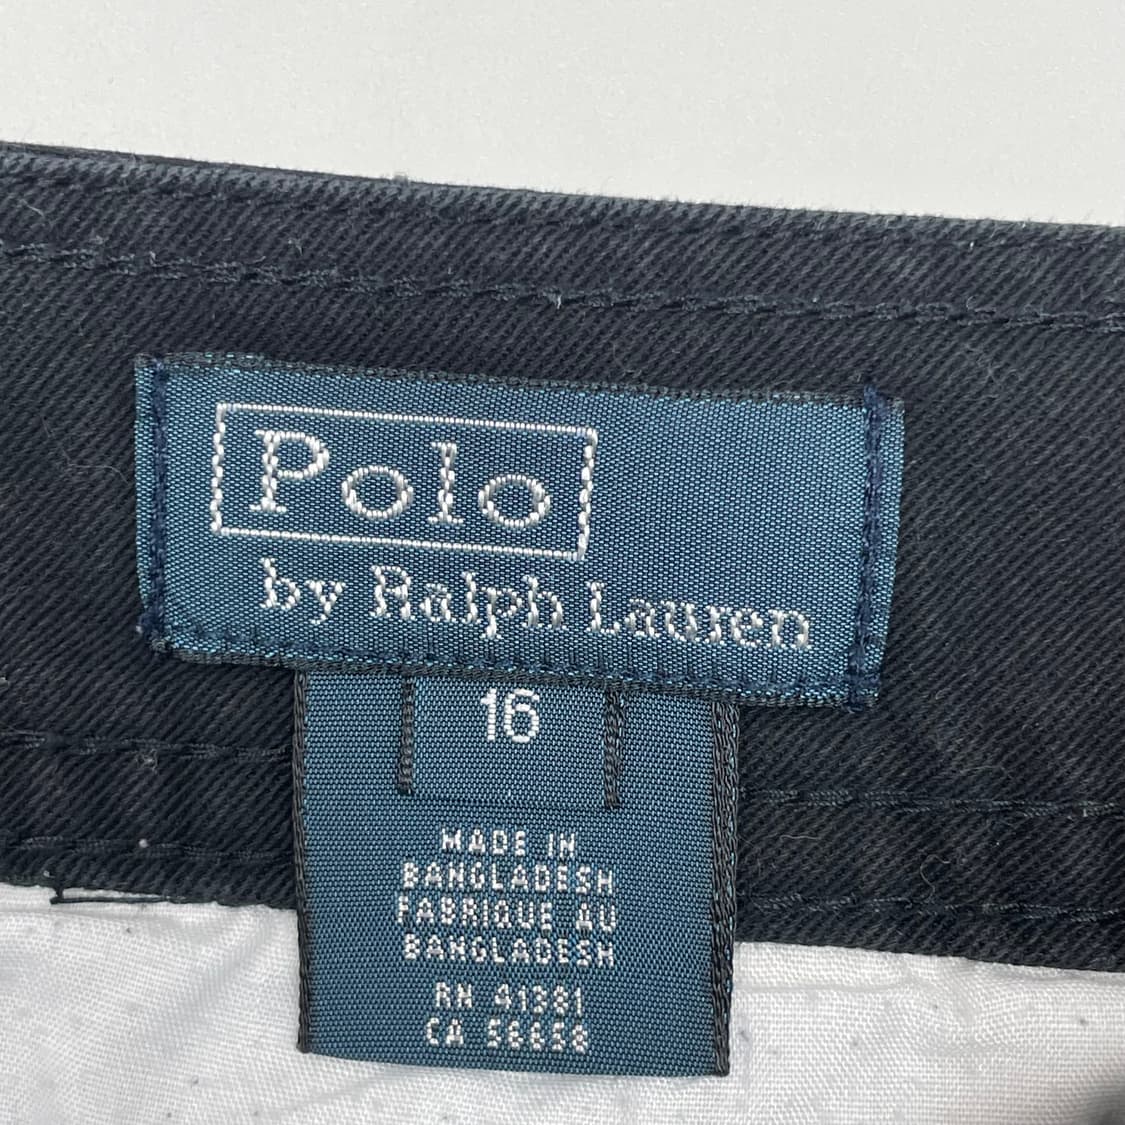 Polo
by Ralph Lauren
16
MADE IN
BANGLADESH
FABRIQUE AU
BANGLADESH
RN 41381
CA 56658